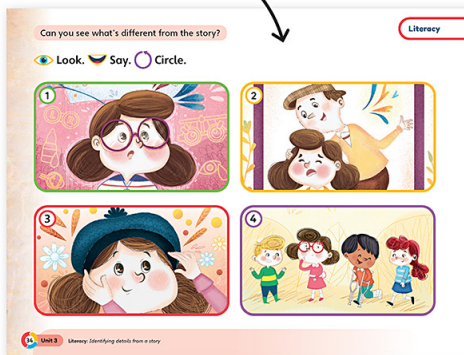 Can you see what's different from the story?
Literacy
Look. Say. Circle.
1
2
3
4
34 Unit 3 Literacy: Identifying details from a story